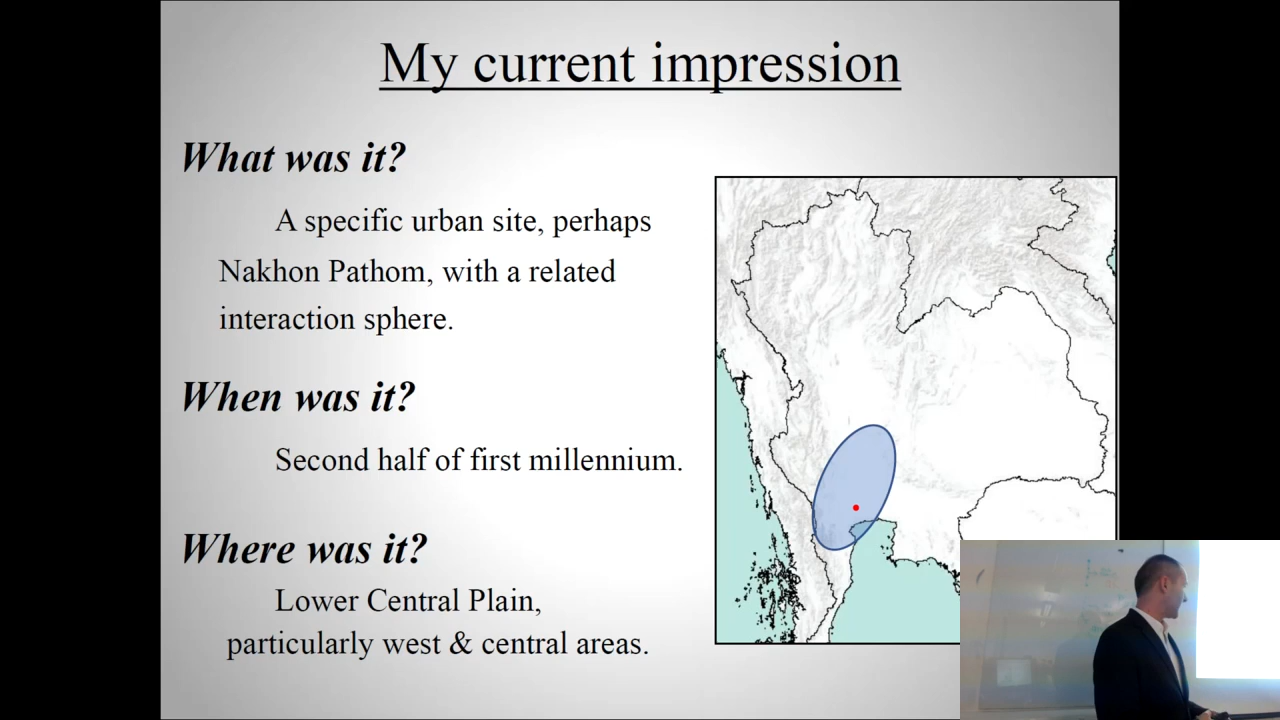 My current impression
What was it?
A specific urban site, perhaps
Nakhon Pathom, with a related
interaction sphere.
When was it?
Second half of first millennium.
Where was it?
Lower Central Plain,
particularly west & central areas.